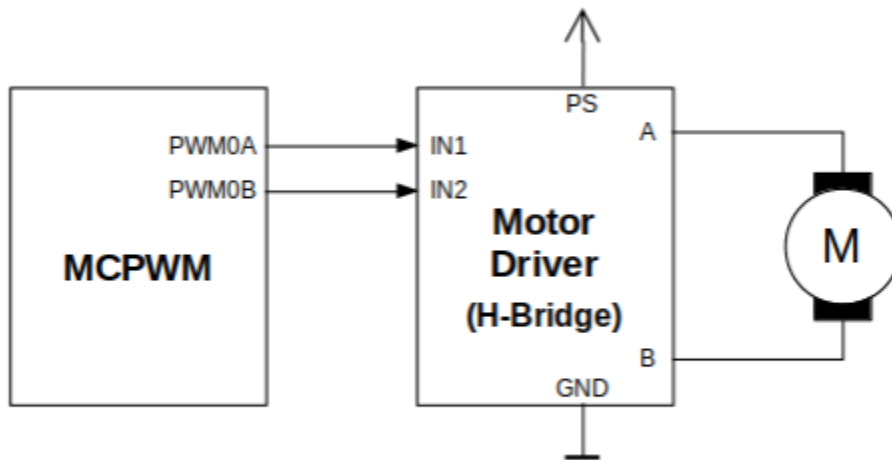 PS
A
PWM0A
IN1
PWM0B
IN2
MCPWM
Motor
Driver
(H-Bridge)
M
B
GND